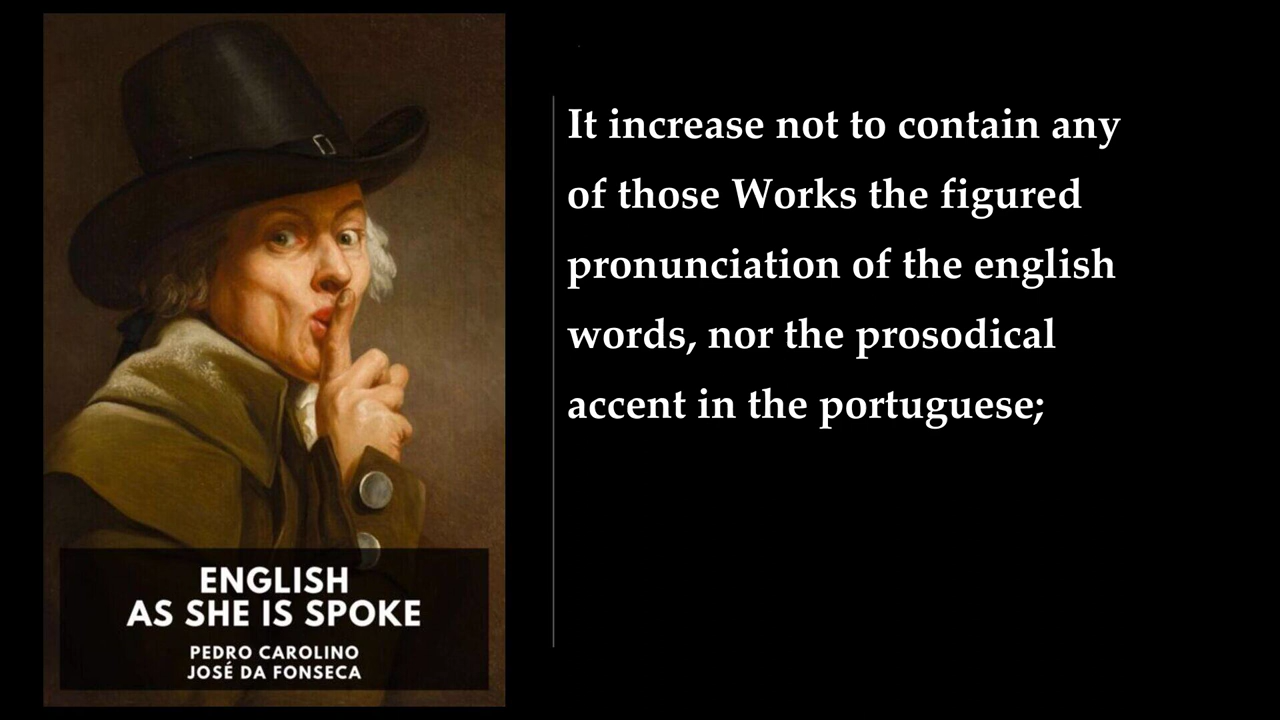 ENGLISH
AS SHE IS SPOKE
PEDRO CAROLINO
JOSÉ DA FONSECA
It increase not to contain any
of those Works the figured
pronunciation of the english
words, nor the prosodical
accent in the portuguese;